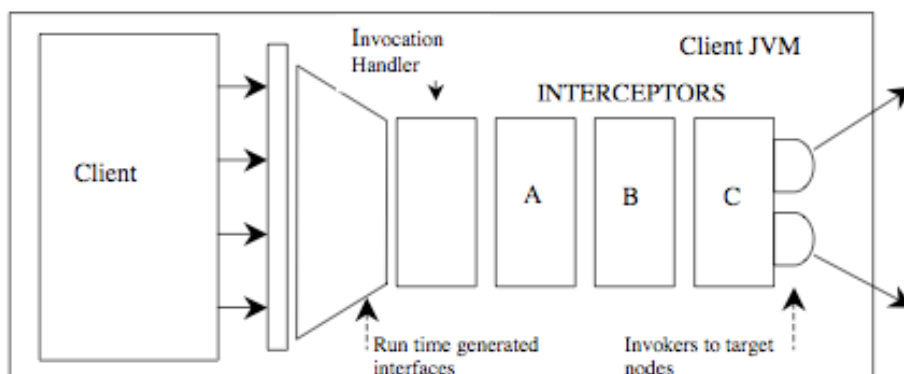 Invocation
Handler
Client JVM
INTERCEPTORS
Client
A
B
C
Run time generated
interfaces
Invokers to target
nodes